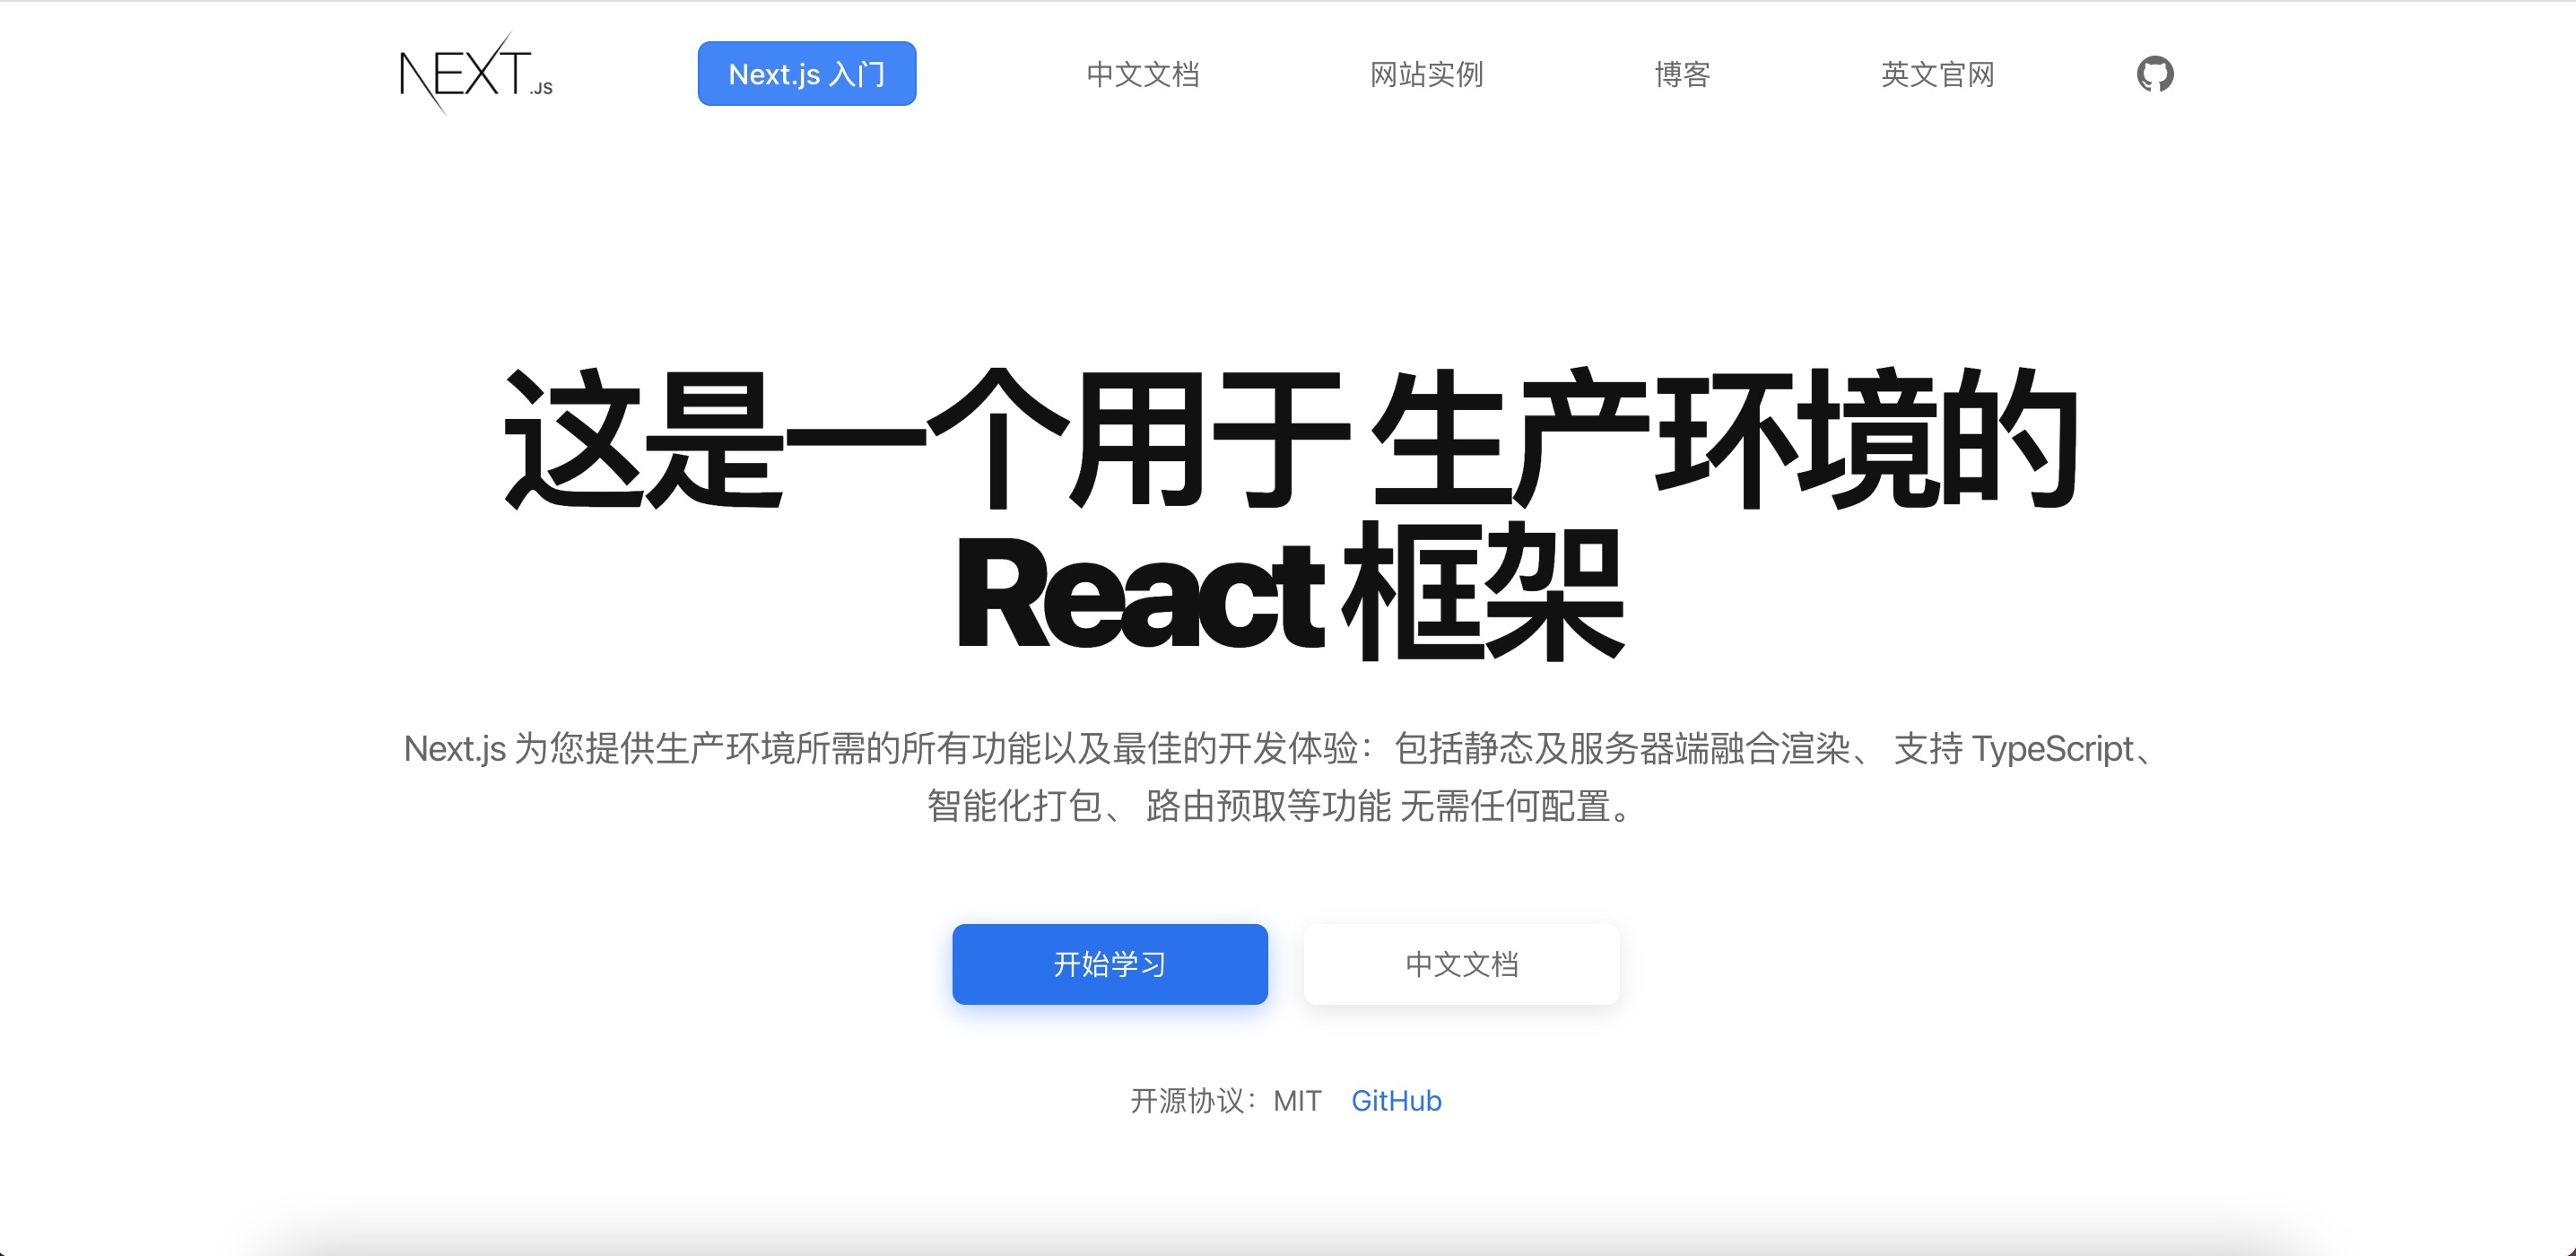 NEXT.JS
Next.js 入门
中文文档
网站实例
博客
英文官网
这是一个用于 生产环境的
React 框架
Next.js 为您提供生产环境所需的所有功能以及最佳的开发体验：包括静态及服务器端融合渲染、 支持 TypeScript、
智能化打包、 路由预取等功能 无需任何配置。
开始学习
中文文档
开源协议：MIT GitHub